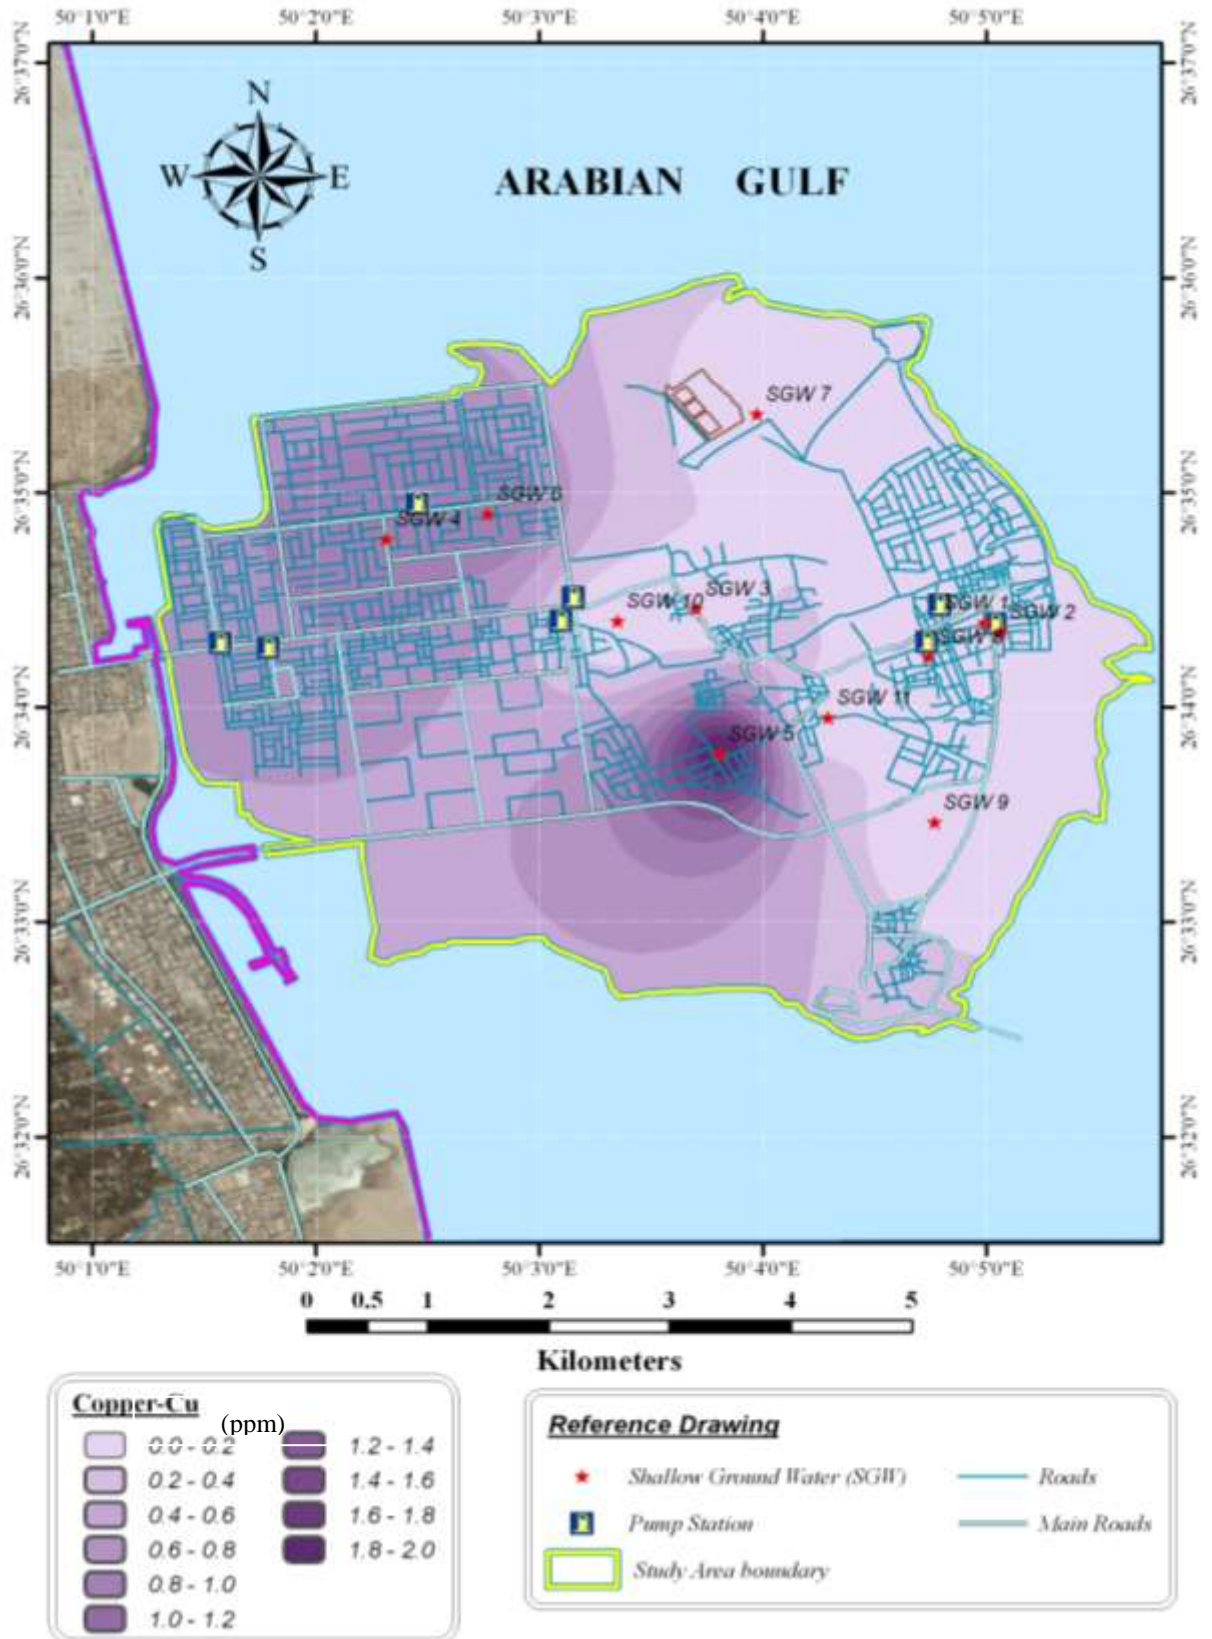 50°1'0"E 50°2'0"E 50°3'0"E 50°4'0"E 50°5'0"E
26°37'0"N 26°37'0"N
N
W E
S
ARABIAN GULF
26°36'0"N 26°36'0"N
SGW 7
26°35'0"N 26°35'0"N
SGW 6
SGW 4
SGW 3
SGW 10
SGW 1
SGW 2
26°34'0"N 26°34'0"N
SGW 11
SGW 5
SGW 9
26°33'0"N 26°33'0"N
26°32'0"N 26°32'0"N
50°1'0"E 50°2'0"E 50°3'0"E 50°4'0"E 50°5'0"E
0 0.5 1 2 3 4 5
Kilometers
Copper-Cu
(ppm)
0.0 - 0.2 1.2 - 1.4
0.2 - 0.4 1.4 - 1.6
0.4 - 0.6 1.6 - 1.8
0.6 - 0.8 1.8 - 2.0
0.8 - 1.0
1.0 - 1.2
Reference Drawing
Shallow Ground Water (SGW) Roads
Pump Station Main Roads
Study Area boundary